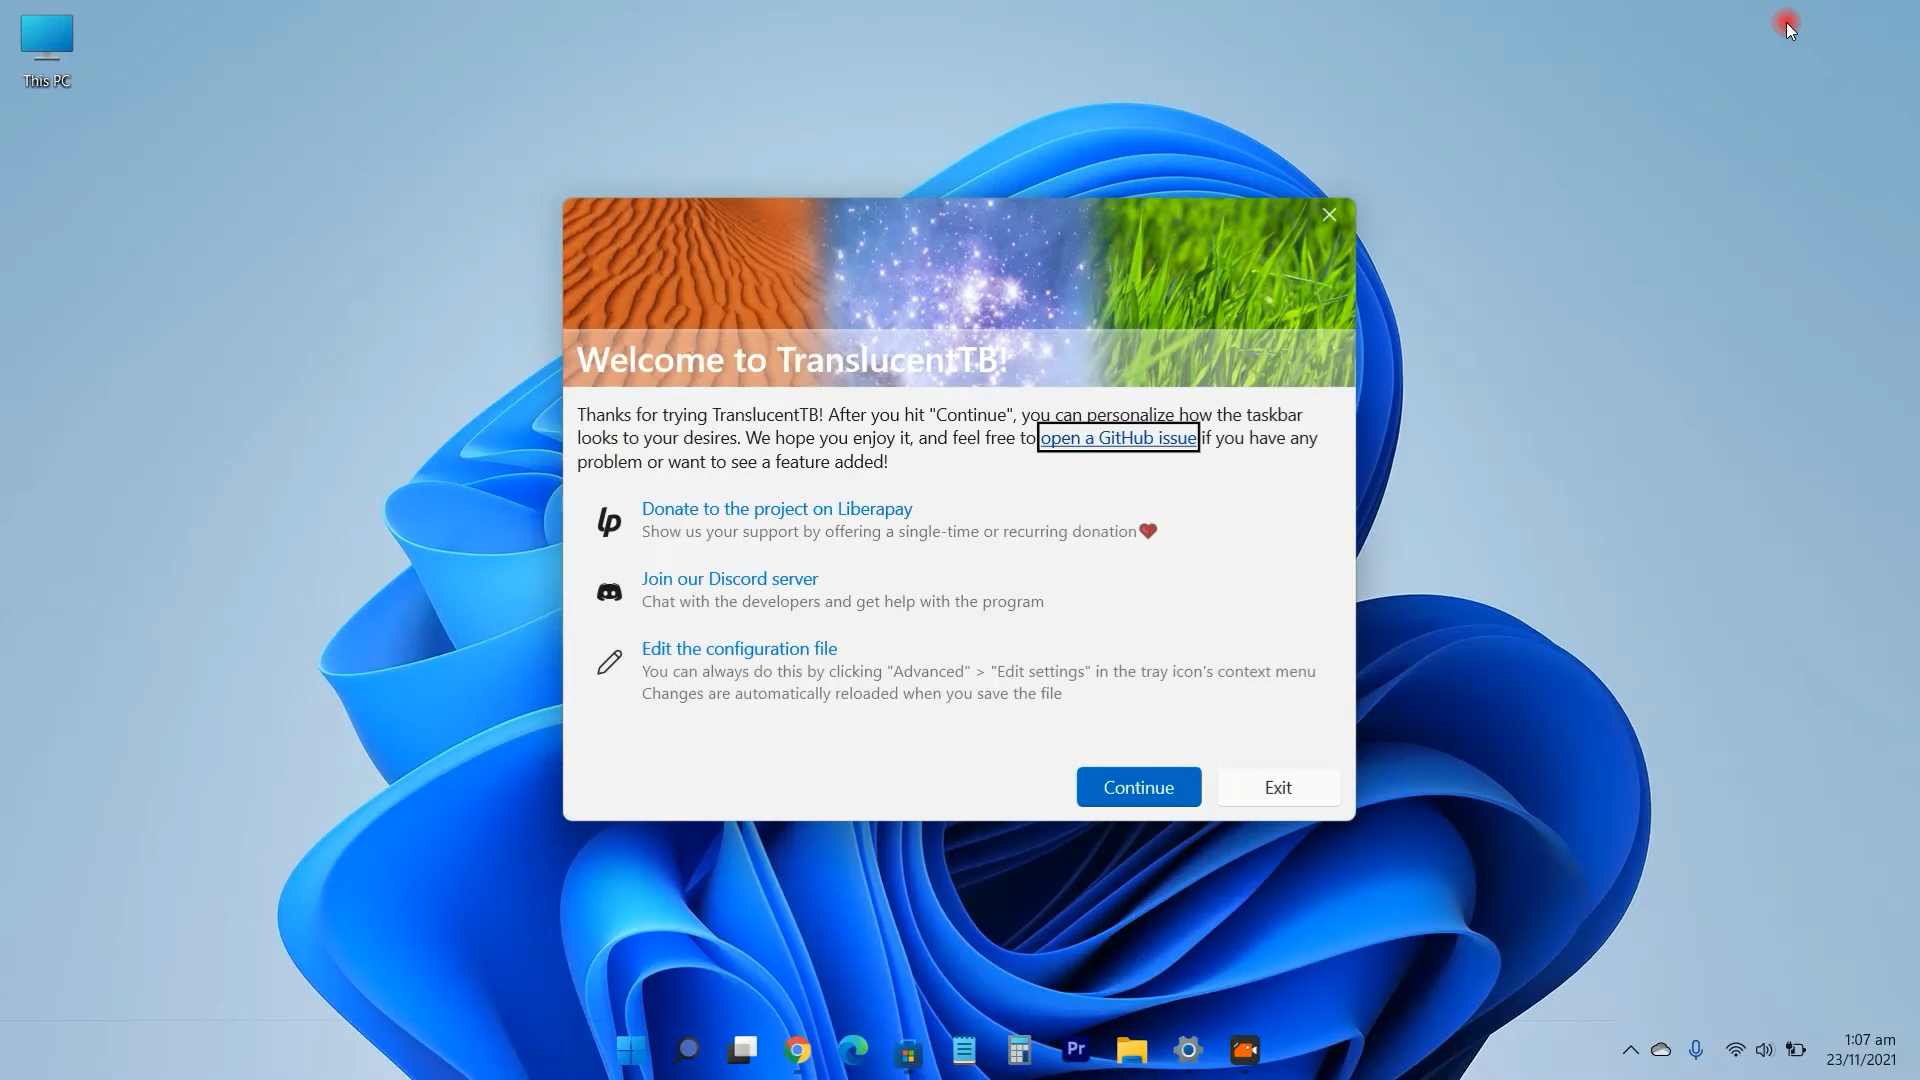 This PC
Welcome to TranslucentTB!
Thanks for trying TranslucentTB! After you hit "Continue", you can personalize how the taskbar
looks to your desires. We hope you enjoy it, and feel free to open a GitHub issue if you have any
problem or want to see a feature added!
lp
Donate to the project on Liberapay
Show us your support by offering a single-time or recurring donation❤
Join our Discord server
Chat with the developers and get help with the program
Edit the configuration file
You can always do this by clicking "Advanced" > "Edit settings" in the tray icon's context menu
Changes are automatically reloaded when you save the file
Continue
Exit
Pr
1:07 am
23/11/2021